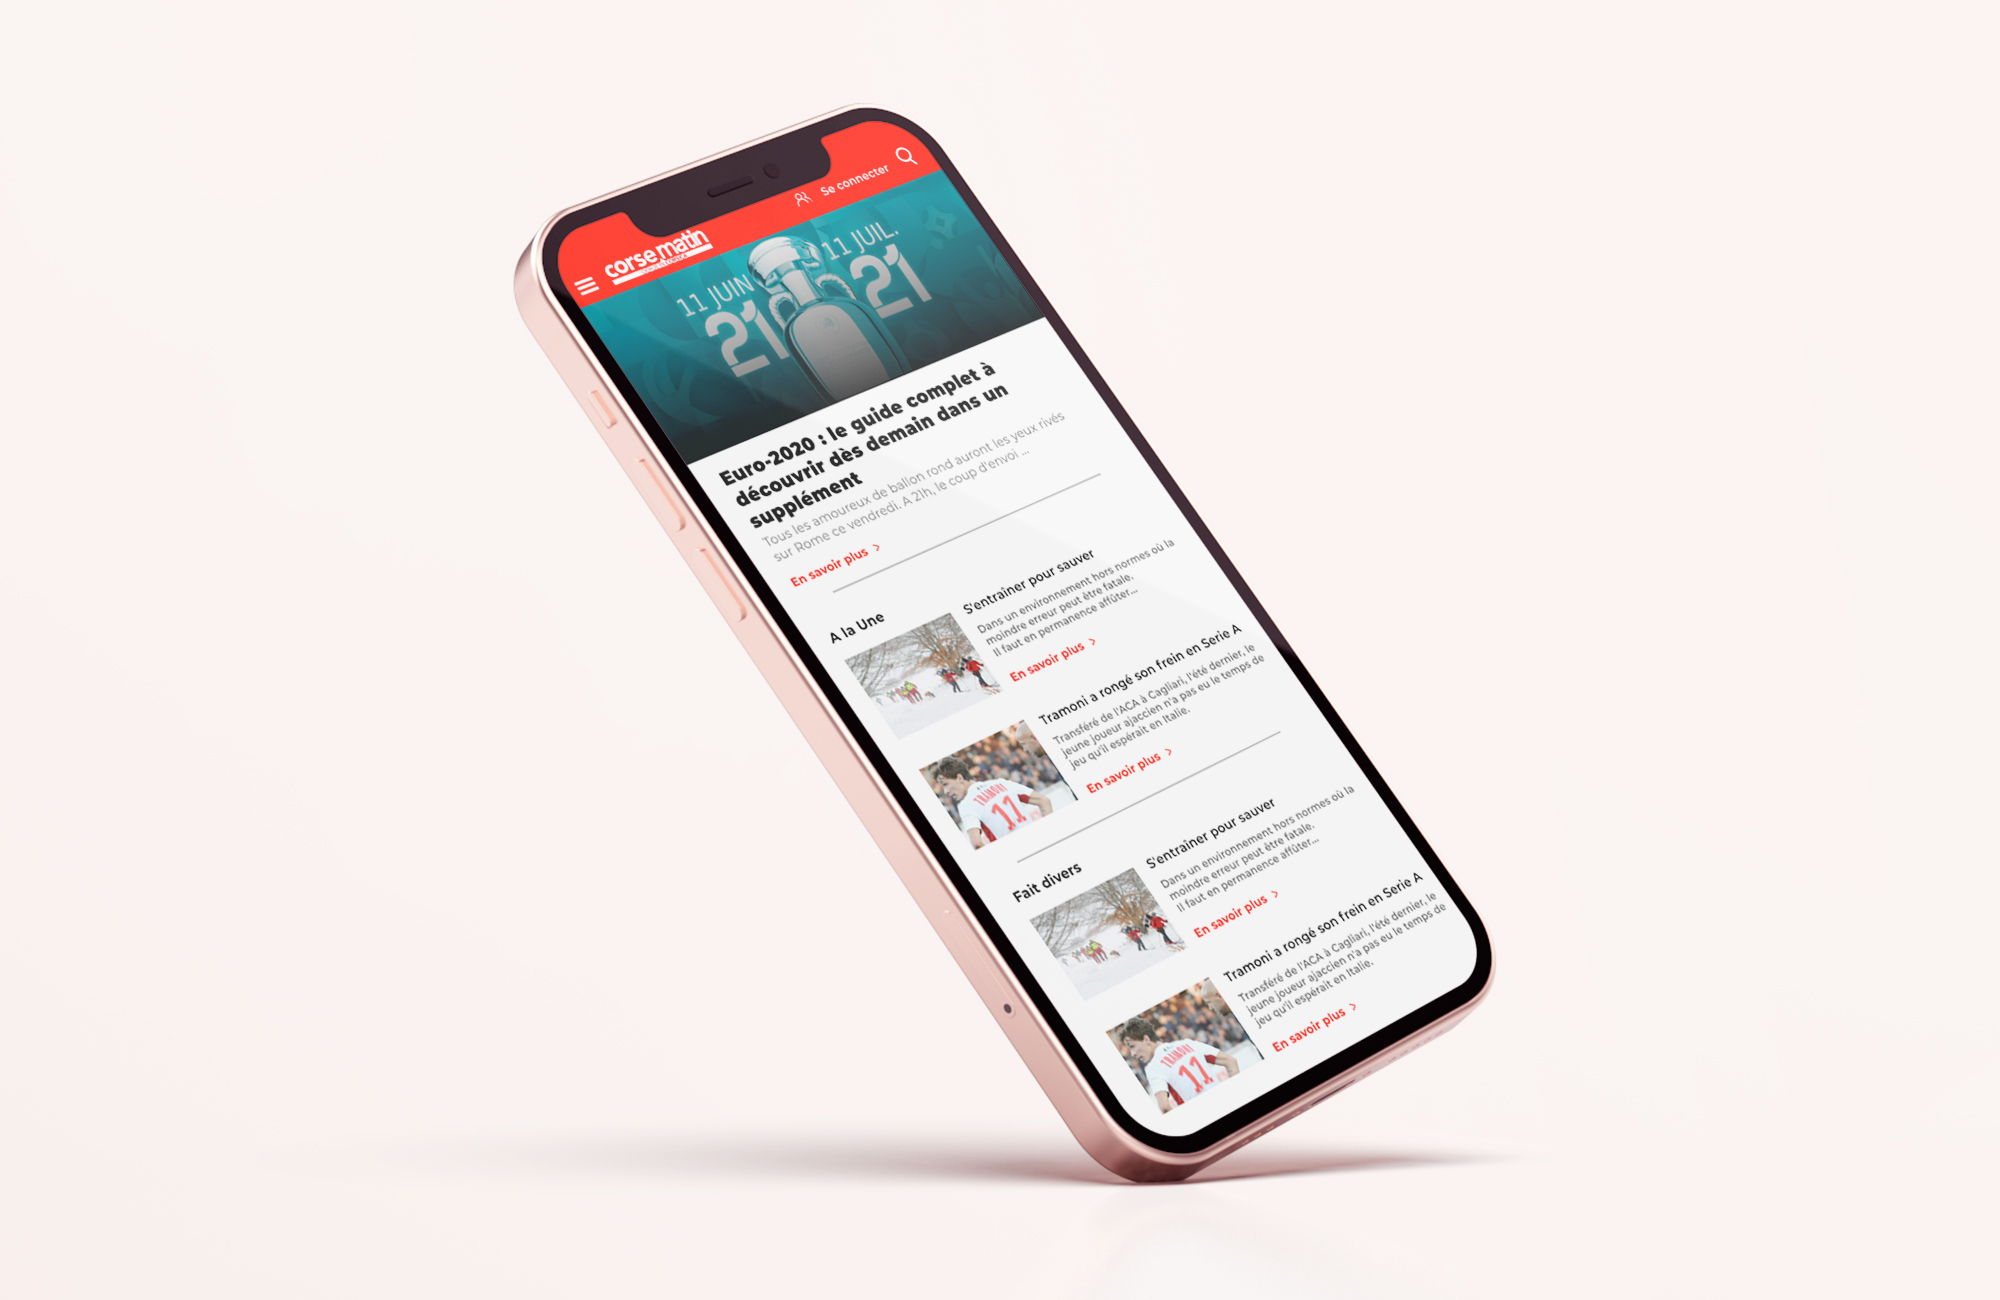 Se connecter
corse matin
11 JUIN
21
11 JUIL.
21
Euro-2020 : le guide complet à
découvrir dès demain dans un
supplément
Tous les amoureux de ballon rond auront les yeux rivés
sur Rome ce vendredi. A 21h, le coup d'envoi ...
En savoir plus >
A la Une
S'entraîner pour sauver
Dans un environnement hors normes où la
moindre erreur peut être fatale.
Il faut en permanence affûter...
En savoir plus >
Tramoni a rongé son frein en Serie A
Transféré de l'ACA à Cagliari, l'été dernier, le
jeune joueur ajaccien n'a pas eu le temps de
jeu qu'il espérait en Italie.
En savoir plus >
TRAMONI
11
Fait divers
S'entraîner pour sauver
Dans un environnement hors normes où la
moindre erreur peut être fatale.
Il faut en permanence affûter...
En savoir plus >
Tramoni a rongé son frein en Serie A
Transféré de l'ACA à Cagliari, l'été dernier, le
jeune joueur ajaccien n'a pas eu le temps de
jeu qu'il espérait en Italie.
En savoir plus >
TRAMONI
11